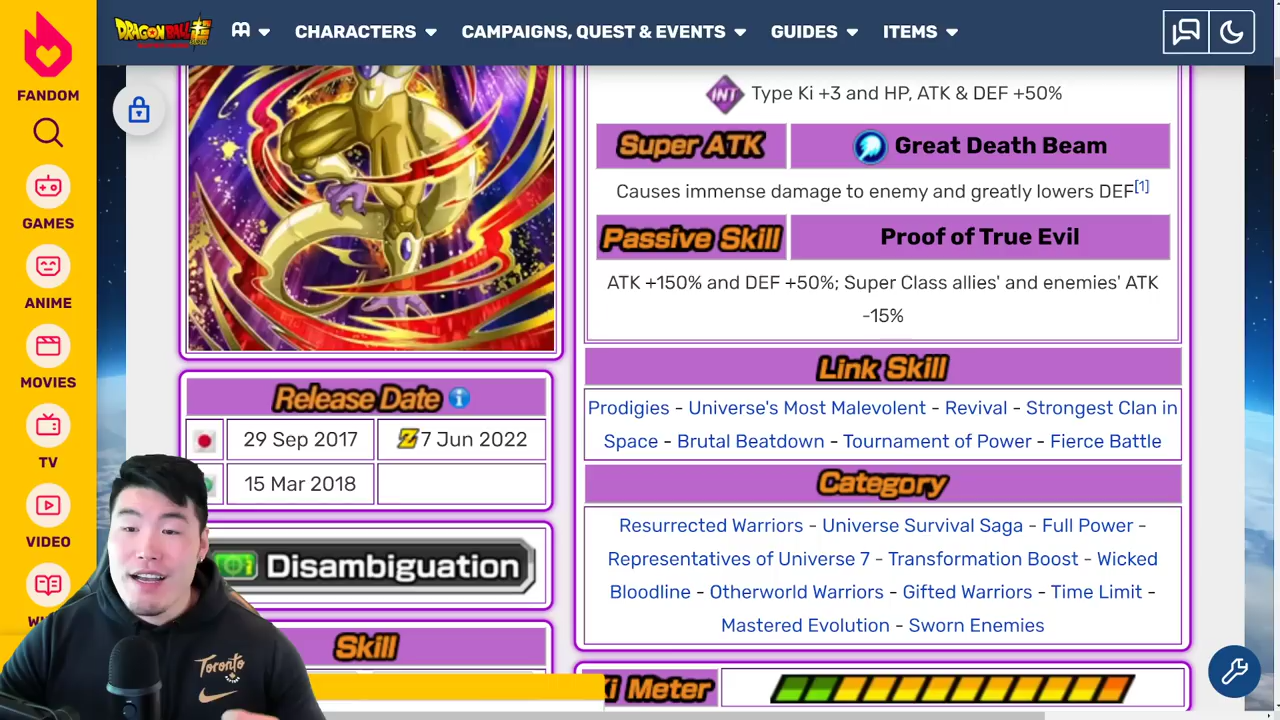 DRAGON BALL
CHARACTERS
CAMPAIGNS, QUEST & EVENTS
GUIDES
ITEMS
FANDOM
GAMES
ANIME
MOVIES
TV
VIDEO
INT Type Ki +3 and HP, ATK & DEF +50%
Super ATK
Great Death Beam
Causes immense damage to enemy and greatly lowers DEF[1]
Passive Skill
Proof of True Evil
ATK +150% and DEF +50%; Super Class allies' and enemies' ATK
-15%
Link Skill
Prodigies - Universe's Most Malevolent - Revival - Strongest Clan in
Space - Brutal Beatdown - Tournament of Power - Fierce Battle
Category
Resurrected Warriors - Universe Survival Saga - Full Power -
Representatives of Universe 7 - Transformation Boost - Wicked
Bloodline - Otherworld Warriors - Gifted Warriors - Time Limit -
Mastered Evolution - Sworn Enemies
Ki Meter
Release Date
29 Sep 2017
Z 7 Jun 2022
15 Mar 2018
Disambiguation
Skill
Toronto